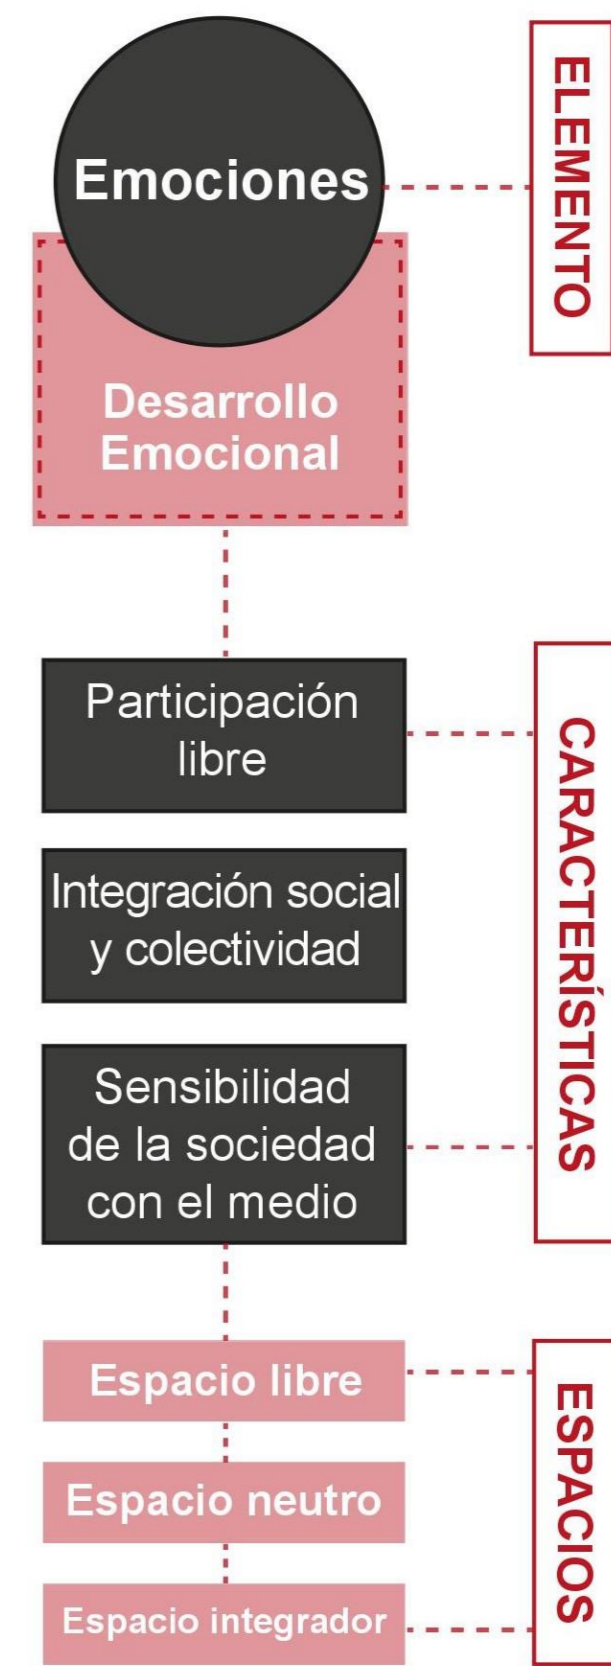 Emociones
ELEMENTO
Desarrollo
Emocional
Participación
libre
CARACTERÍSTICAS
Integración social
y colectividad
Sensibilidad
de la sociedad
con el medio
Espacio libre
ESPACIOS
Espacio neutro
Espacio integrador